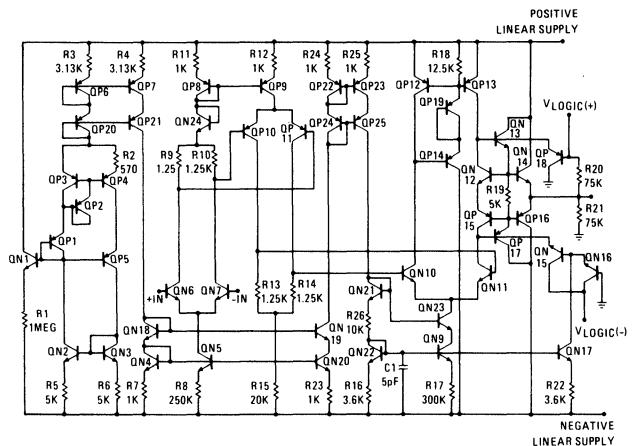 POSITIVE
LINEAR SUPPLY
R3
3.13K
R4
3.13K
R11
1K
R12
1K
R24
1K
R25
1K
R18
12.5K
QP6
QP7
QP8
QP9
QP22
QP23
QP12
QP13
QP19
VLOGIC(+)
QP20
QP21
QN24
QP10
QP
11
QP24
QP25
QN
13
R2
570
R9
1.25
R10
1.25K
QP14
QN
12
QN
14
QP
18
R20
75K
QP3
QP4
QP2
R19
5K
QP
15
QP16
R21
75K
QP1
QN1
QP5
QP
17
QN
15
QN16
+IN
QN6
QN7
-IN
R13
1.25K
R14
1.25K
QN10
QN11
QN21
R1
1MEG
R26
10K
QN23
VLOGIC(-)
QN18
QN
19
QN2
QN3
QN4
QN5
QN20
QN22
C1
5pF
QN9
QN17
R5
5K
R6
5K
R7
1K
R8
250K
R15
20K
R23
1K
R16
3.6K
R17
300K
R22
3.6K
NEGATIVE
LINEAR SUPPLY